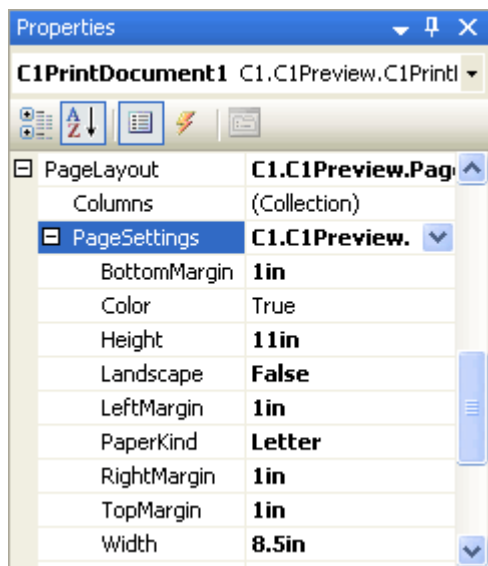 Properties
C1PrintDocument1 C1.C1Preview.C1Print
A Z
PageLayout C1.C1Preview.Pag
Columns (Collection)
PageSettings C1.C1Preview.
BottomMargin 1in
Color True
Height 11in
Landscape False
LeftMargin 1in
PaperKind Letter
RightMargin 1in
TopMargin 1in
Width 8.5in